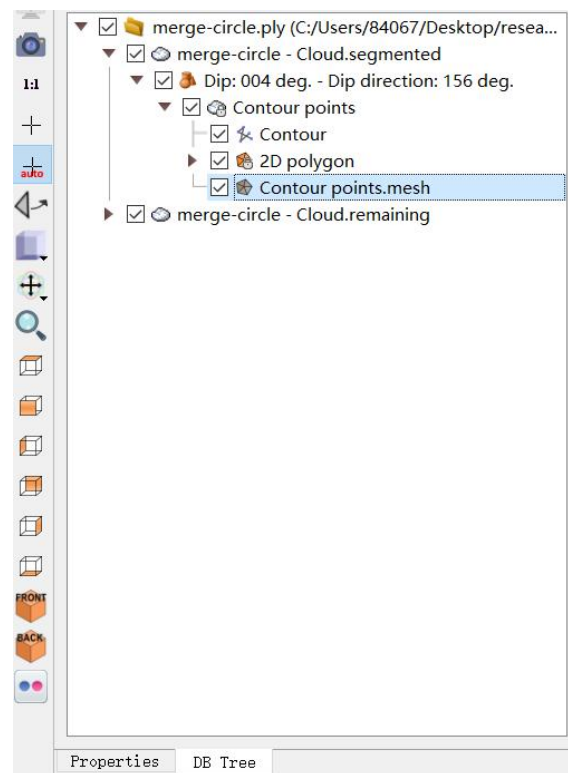 merge-circle.ply (C:/Users/84067/Desktop/resea...
merge-circle - Cloud.segmented
Dip: 004 deg. - Dip direction: 156 deg.
Contour points
Contour
2D polygon
Contour points.mesh
merge-circle - Cloud.remaining
1:1
auto
FRONT
BACK
Properties DB Tree